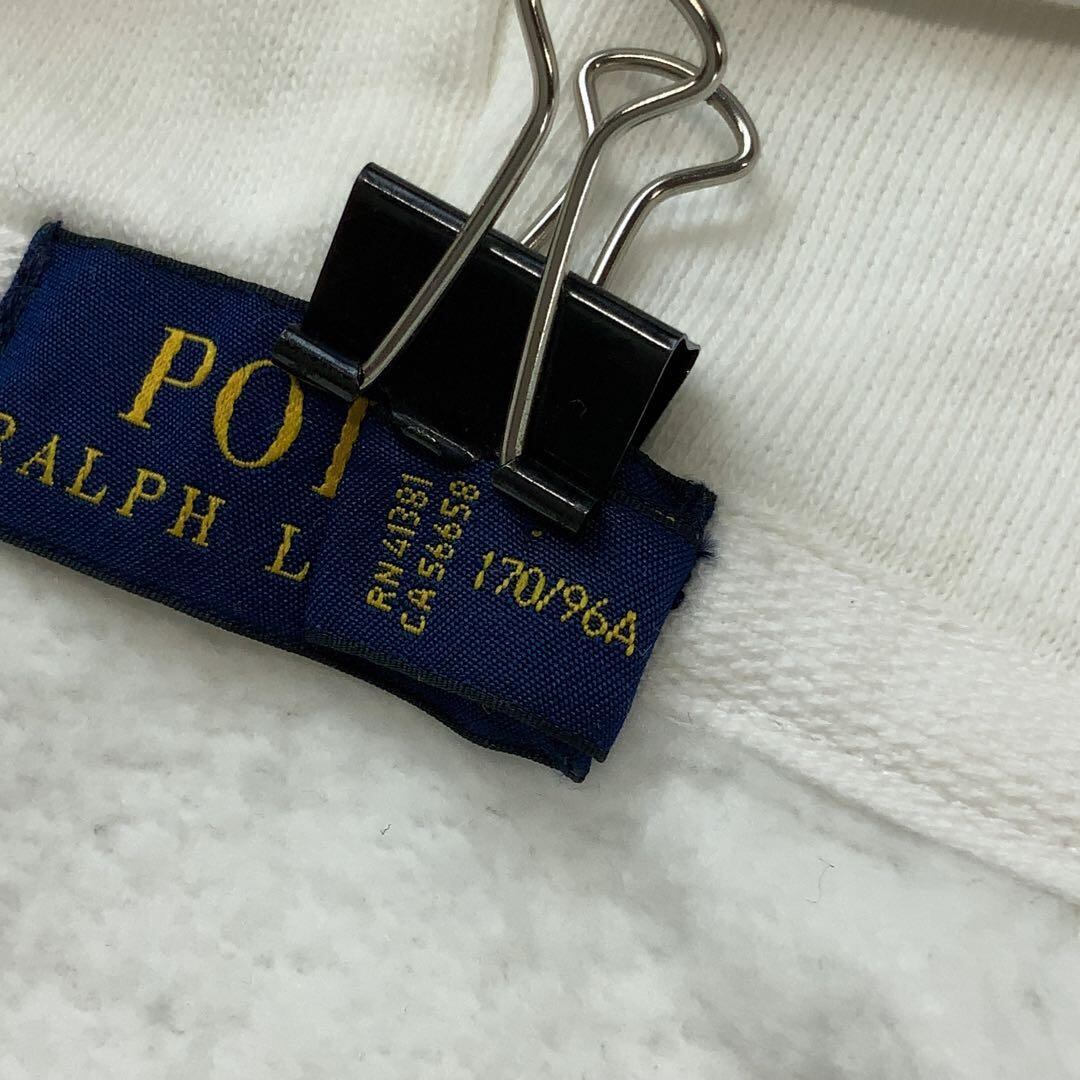 PO
RALPH L
RN 41381
CA 56658
170/96A